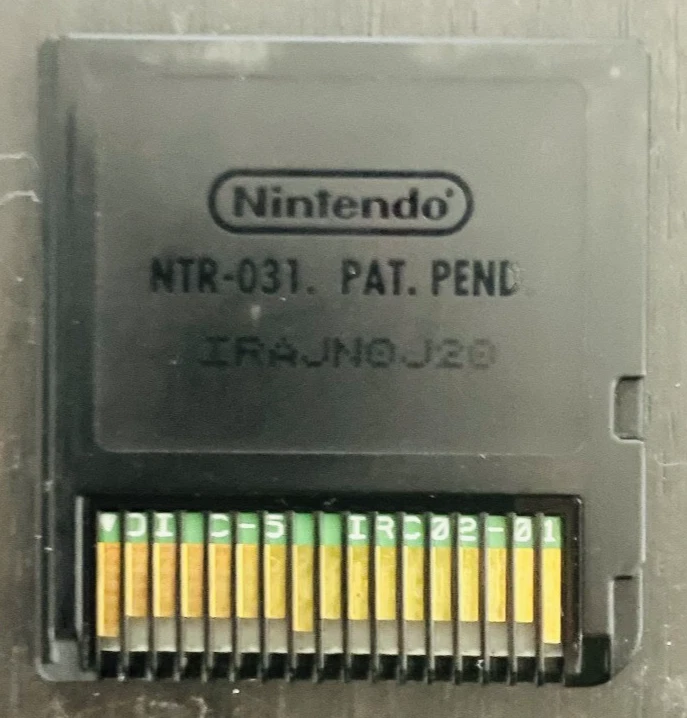 Nintendo
NTR-031. PAT. PEND.
IRAJN0J20
▼DI C-5 IRC02-01